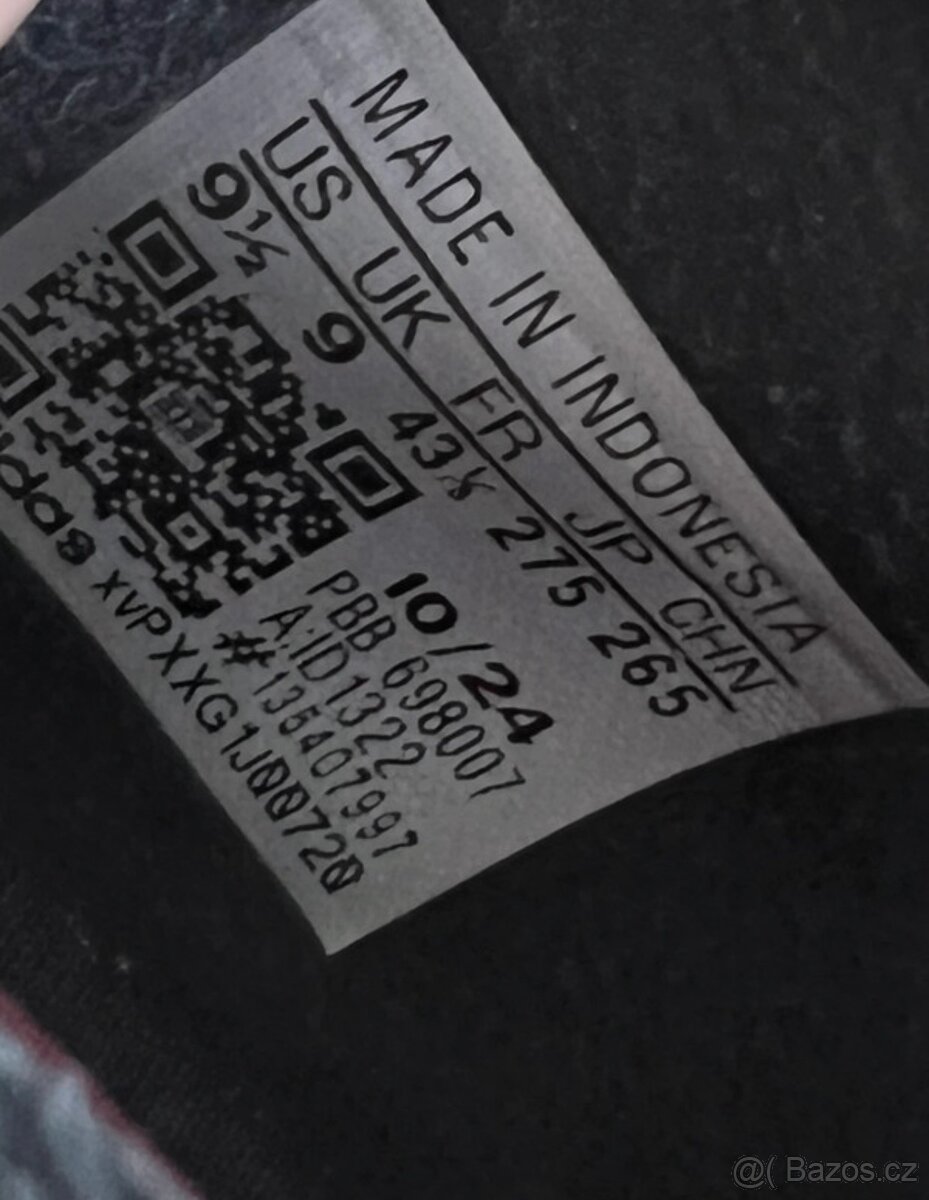 MADE IN INDONESIA
US UK FR JP CHN
9½ 9 43⅓ 275 265
10/24
PBB 698007
A:ID1322
# 135407997
XVPXXG1J00720
@( Bazos.cz